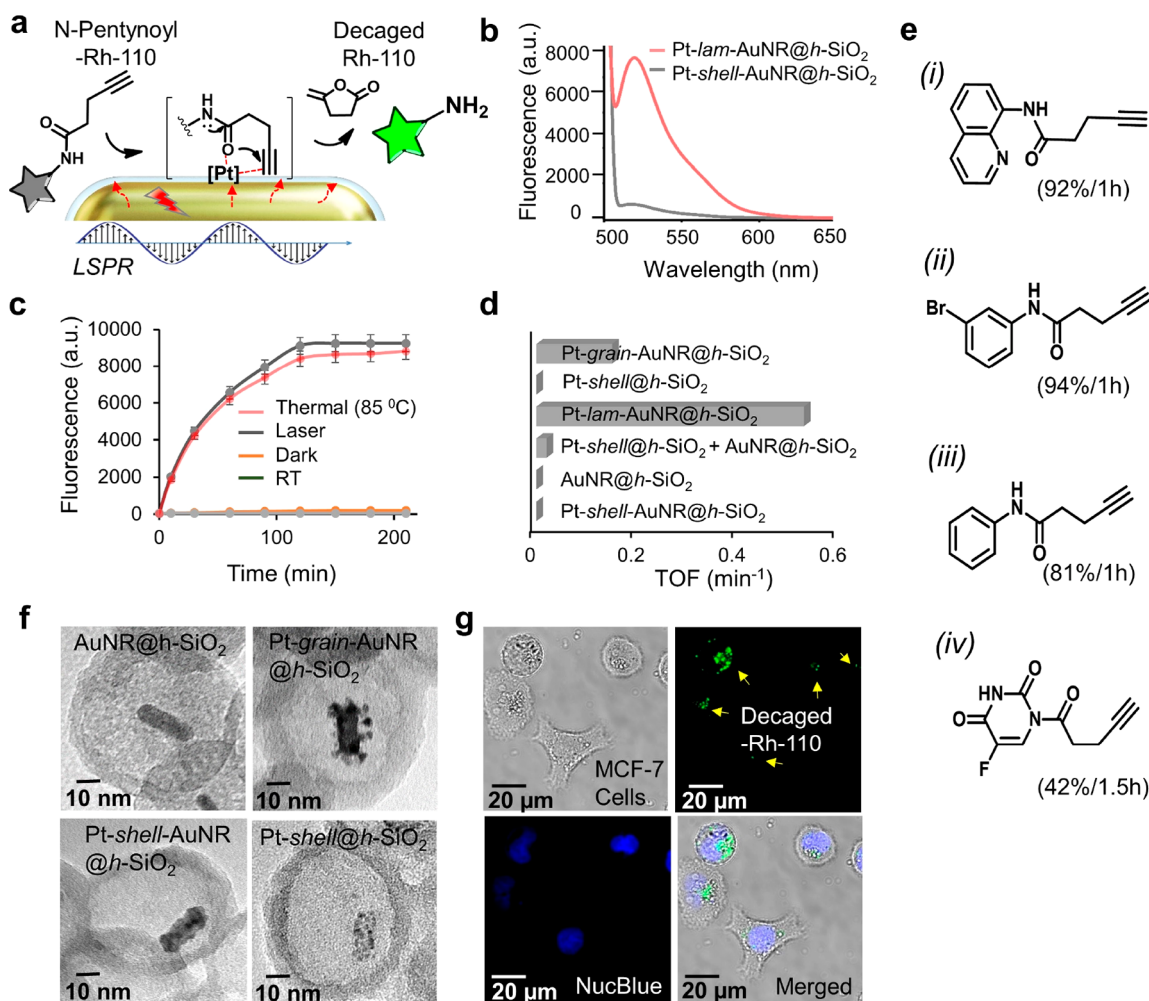 a
N-Pentynoyl
-Rh-110
Decaged
Rh-110
O
NH
N
H
O
[Pt]
O
O
NH2
LSPR
b
Fluorescence (a.u.)
8000
6000
4000
2000
0
500
550
600
650
Wavelength (nm)
Pt-lam-AuNR@h-SiO2
Pt-shell-AuNR@h-SiO2
c
Fluorescence (a.u.)
10000
8000
6000
4000
2000
0
0
100
200
Time (min)
Thermal (85 ⁰C)
Laser
Dark
RT
d
Pt-grain-AuNR@h-SiO2
Pt-shell@h-SiO2
Pt-lam-AuNR@h-SiO2
Pt-shell@h-SiO2 + AuNR@h-SiO2
AuNR@h-SiO2
Pt-shell-AuNR@h-SiO2
0
0.2
0.4
0.6
TOF (min-1)
e
(i)
H
N
N
O
(92%/1h)
(ii)
Br
H
N
O
(94%/1h)
(iii)
H
N
O
(81%/1h)
(iv)
O
O
HN
N
O
F
(42%/1.5h)
f
AuNR@h-SiO2
10 nm
Pt-grain-AuNR
@h-SiO2
10 nm
Pt-shell-AuNR
@h-SiO2
10 nm
Pt-shell@h-SiO2
10 nm
g
MCF-7
Cells
20 µm
Decaged
-Rh-110
20 µm
NucBlue
20 µm
Merged
20 µm